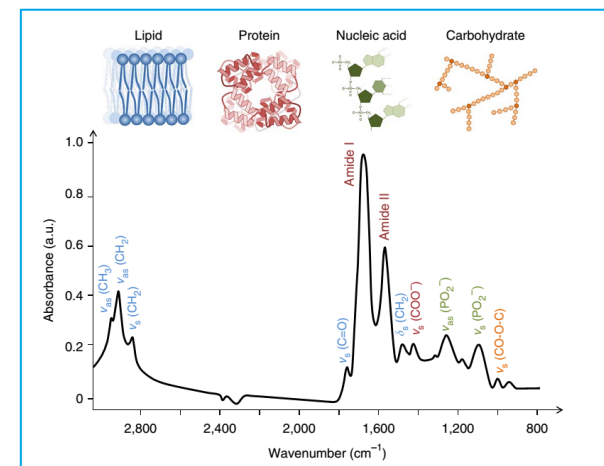 Lipid
Protein
Nucleic acid
Carbohydrate
1.0
0.8
0.6
0.4
0.2
0
Absorbance (a.u.)
νas (CH3)
νas (CH2)
νs (CH2)
νs (C=O)
Amide I
Amide II
δs (CH2)
νs (COO−)
νas (PO2−)
νs (PO2−)
νs (CO-O-C)
2,800
2,400
2,000
1,600
1,200
800
Wavenumber (cm−1)